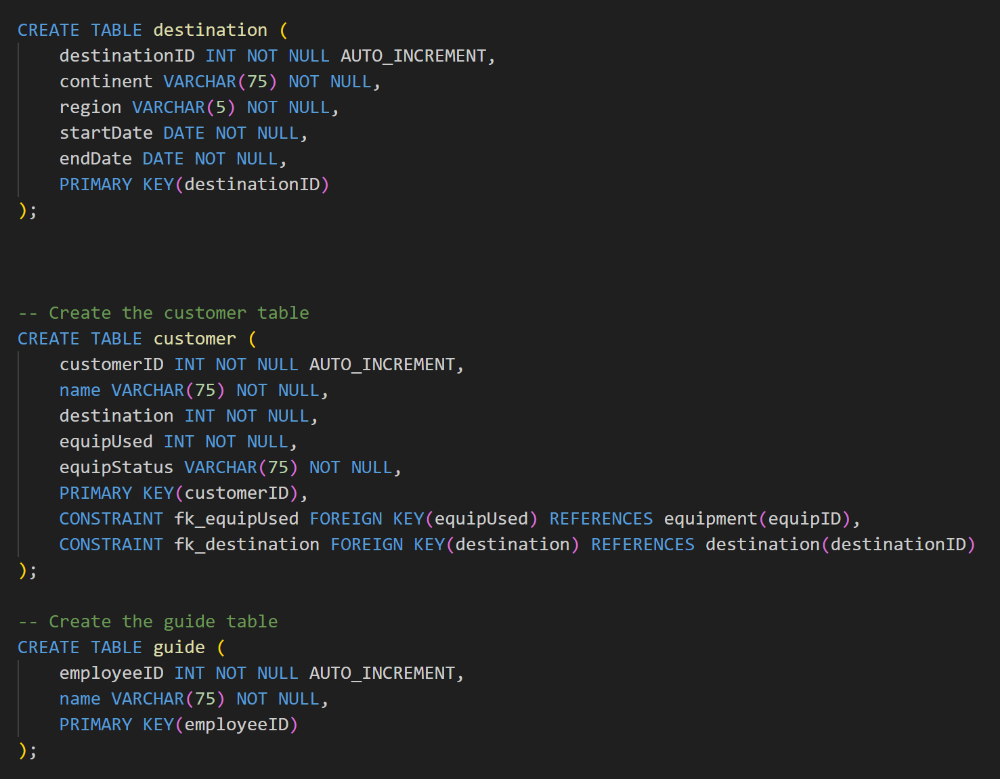 CREATE TABLE destination (
    destinationID INT NOT NULL AUTO_INCREMENT,
    continent VARCHAR(75) NOT NULL,
    region VARCHAR(5) NOT NULL,
    startDate DATE NOT NULL,
    endDate DATE NOT NULL,
    PRIMARY KEY(destinationID)
);
-- Create the customer table
CREATE TABLE customer (
    customerID INT NOT NULL AUTO_INCREMENT,
    name VARCHAR(75) NOT NULL,
    destination INT NOT NULL,
    equipUsed INT NOT NULL,
    equipStatus VARCHAR(75) NOT NULL,
    PRIMARY KEY(customerID),
    CONSTRAINT fk_equipUsed FOREIGN KEY(equipUsed) REFERENCES equipment(equipID),
    CONSTRAINT fk_destination FOREIGN KEY(destination) REFERENCES destination(destinationID)
);
-- Create the guide table
CREATE TABLE guide (
    employeeID INT NOT NULL AUTO_INCREMENT,
    name VARCHAR(75) NOT NULL,
    PRIMARY KEY(employeeID)
);